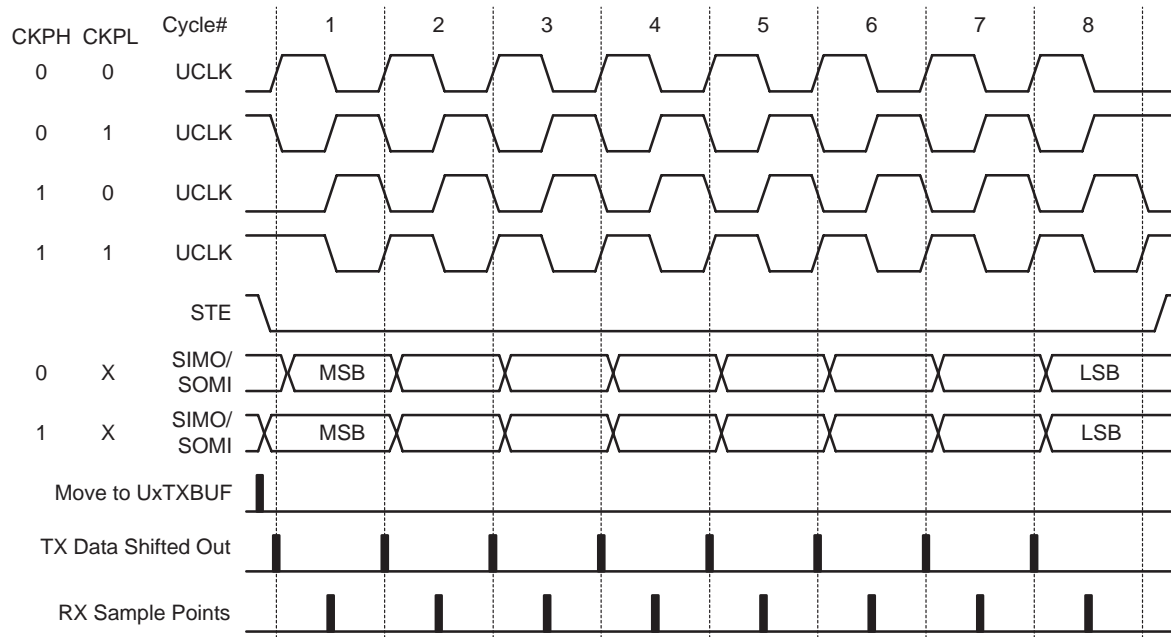 Cycle# 1 2 3 4 5 6 7 8
CKPH CKPL
0 0 UCLK
0 1 UCLK
1 0 UCLK
1 1 UCLK
STE
0 X SIMO/
SOMI MSB LSB
1 X SIMO/
SOMI MSB LSB
Move to UxTXBUF
TX Data Shifted Out
RX Sample Points